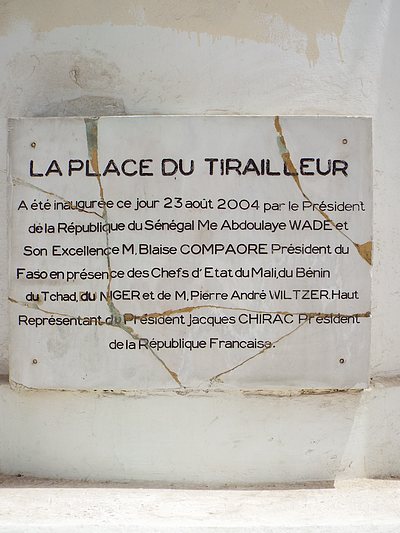 LA PLACE DU TIRAILLEUR
A été inaugurée ce jour 23 août 2004 par le Président
de la République du Sénégal Me Abdoulaye WADE et
Son Excellence M. Blaise COMPAORE Président du
Faso en présence des Chefs d'Etat du Mali, du Bénin
du Tchad, du NIGER et de M. Pierre André WILTZER. Haut
Représentant du Président Jacques CHIRAC Président
de la République Francaise.